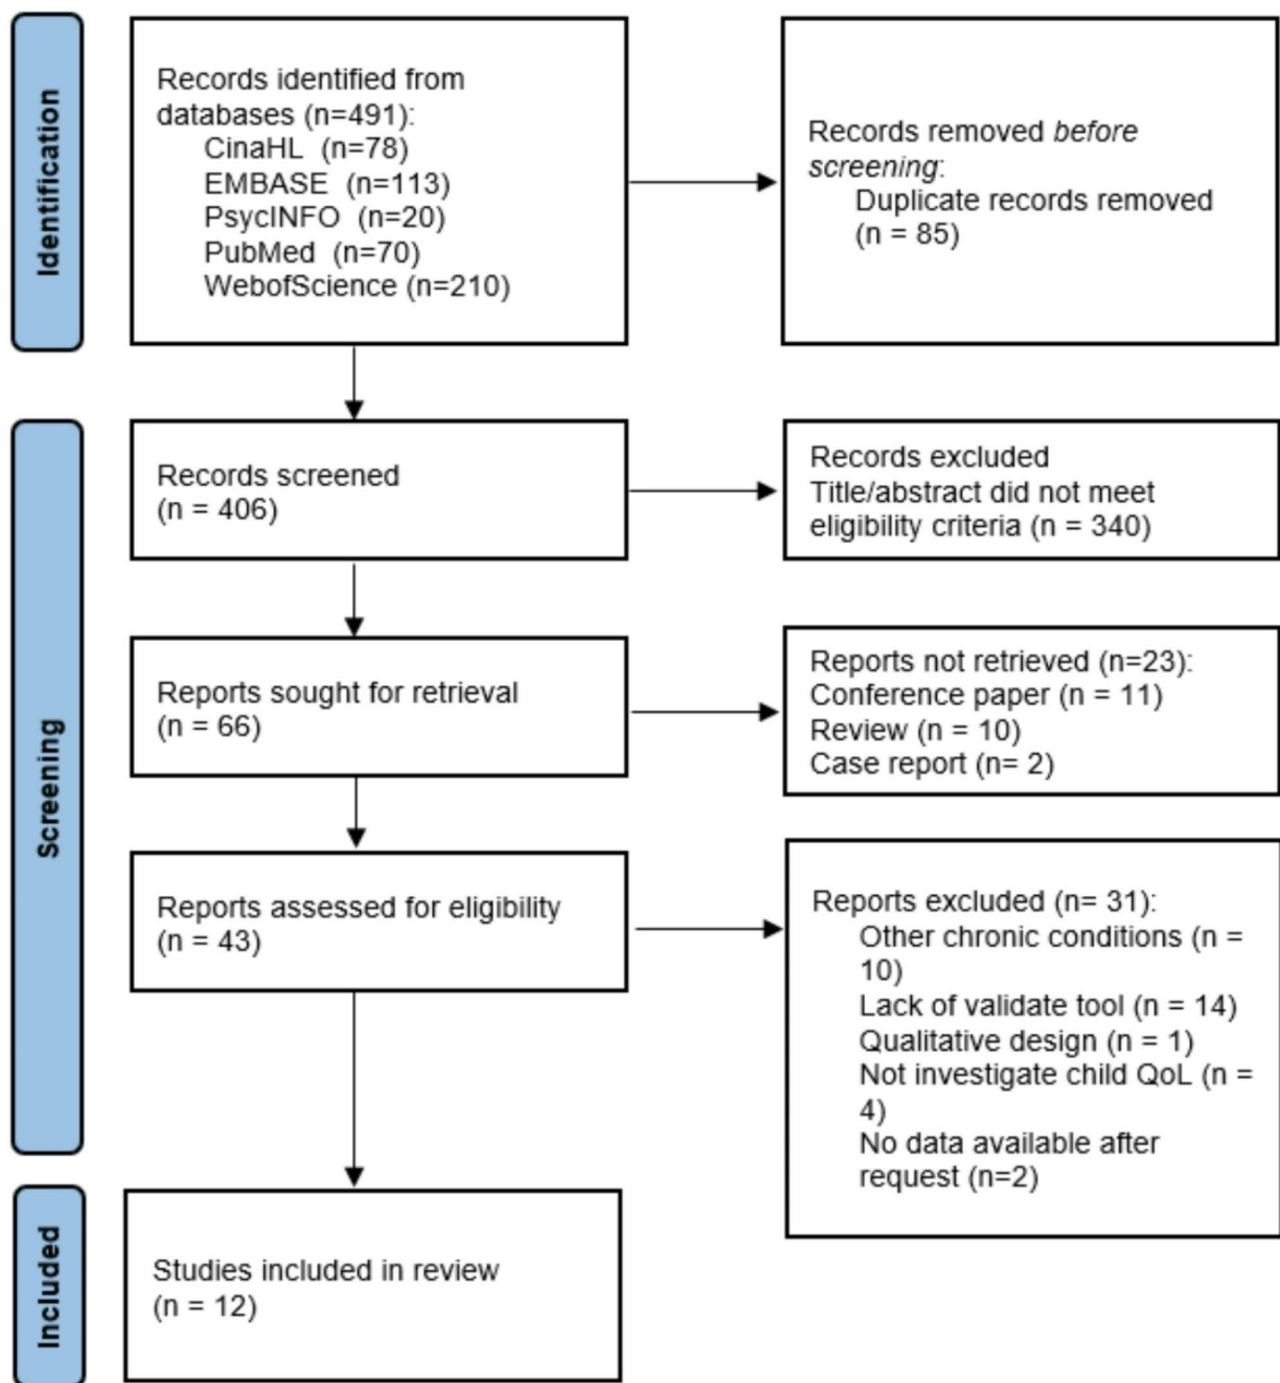 Identification
Records identified from
databases (n=491):
CinaHL (n=78)
EMBASE (n=113)
PsycINFO (n=20)
PubMed (n=70)
WebofScience (n=210)
Records removed before
screening:
Duplicate records removed
(n = 85)
Screening
Records screened
(n = 406)
Records excluded
Title/abstract did not meet
eligibility criteria (n = 340)
Reports sought for retrieval
(n = 66)
Reports not retrieved (n=23):
Conference paper (n = 11)
Review (n = 10)
Case report (n= 2)
Reports assessed for eligibility
(n = 43)
Reports excluded (n= 31):
Other chronic conditions (n =
10)
Lack of validate tool (n = 14)
Qualitative design (n = 1)
Not investigate child QoL (n =
4)
No data available after
request (n=2)
Included
Studies included in review
(n = 12)